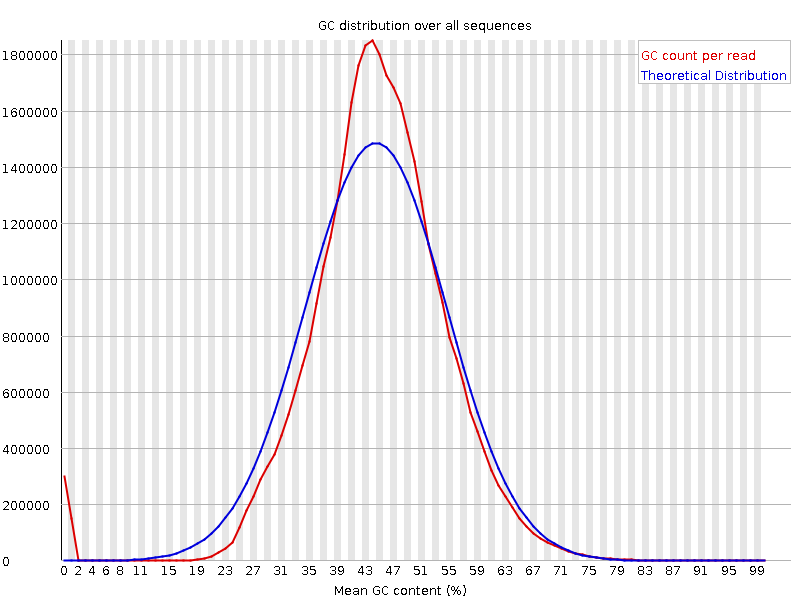 GC distribution over all sequences
GC count per read
Theoretical Distribution
1800000
1600000
1400000
1200000
1000000
800000
600000
400000
200000
0
0 2 4 6 8 11 15 19 23 27 31 35 39 43 47 51 55 59 63 67 71 75 79 83 87 91 95 99
Mean GC content (%)